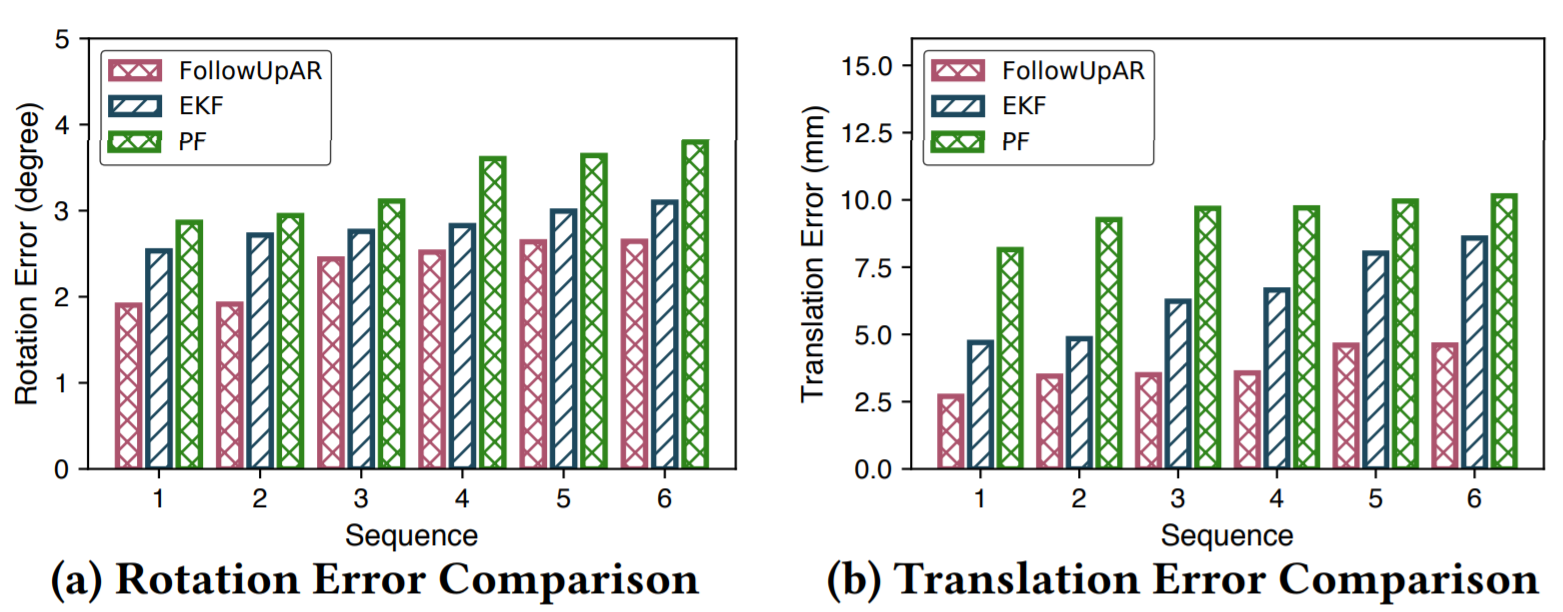 5
4
3
2
1
0
Rotation Error (degree)
FollowUpAR
EKF
PF
1 2 3 4 5 6
Sequence
(a) Rotation Error Comparison
15.0
12.5
10.0
7.5
5.0
2.5
0.0
Translation Error (mm)
FollowUpAR
EKF
PF
1 2 3 4 5 6
Sequence
(b) Translation Error Comparison